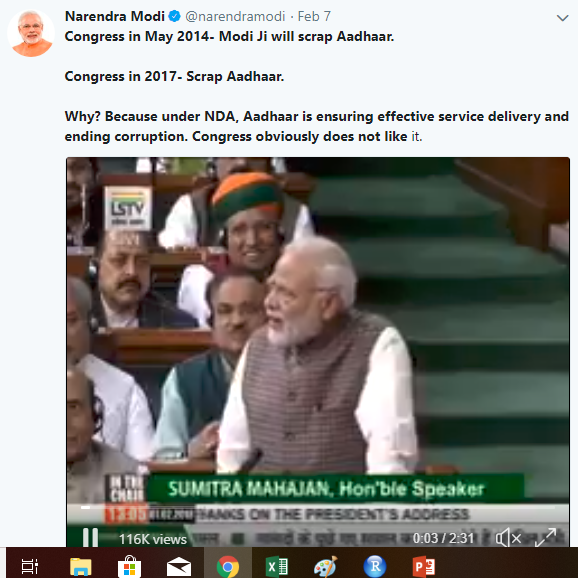 Narendra Modi @narendramodi · Feb 7
Congress in May 2014- Modi Ji will scrap Aadhaar.
Congress in 2017- Scrap Aadhaar.
Why? Because under NDA, Aadhaar is ensuring effective service delivery and
ending corruption. Congress obviously does not like it.
LSTV
IN THE
CHAIR
SUMITRA MAHAJAN, Hon'ble Speaker
HANKS ON THE PRESIDENT'S ADDRESS
116K views
0:03 / 2:31